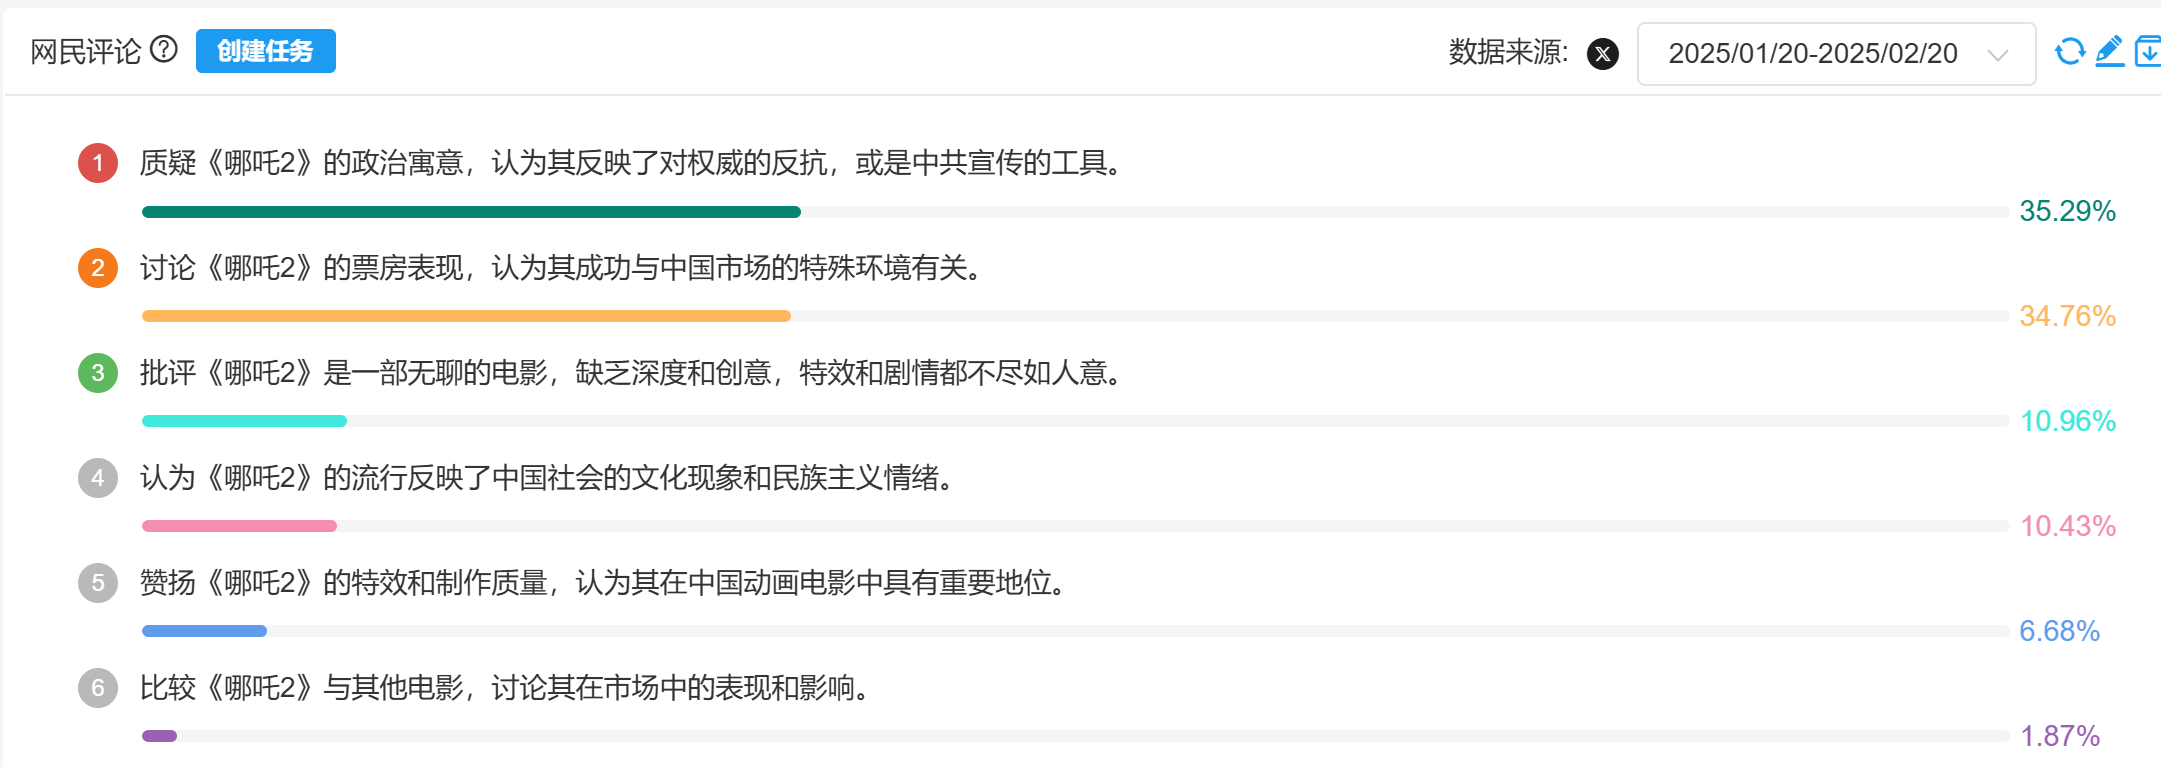 网民评论 ? 创建任务 数据来源: X 2025/01/20-2025/02/20
1 质疑《哪吒2》的政治寓意，认为其反映了对权威的反抗，或是中共宣传的工具。
35.29%
2 讨论《哪吒2》的票房表现，认为其成功与中国市场的特殊环境有关。
34.76%
3 批评《哪吒2》是一部无聊的电影，缺乏深度和创意，特效和剧情都不尽如人意。
10.96%
4 认为《哪吒2》的流行反映了中国社会的文化现象和民族主义情绪。
10.43%
5 赞扬《哪吒2》的特效和制作质量，认为其在中国动画电影中具有重要地位。
6.68%
6 比较《哪吒2》与其他电影，讨论其在市场中的表现和影响。
1.87%